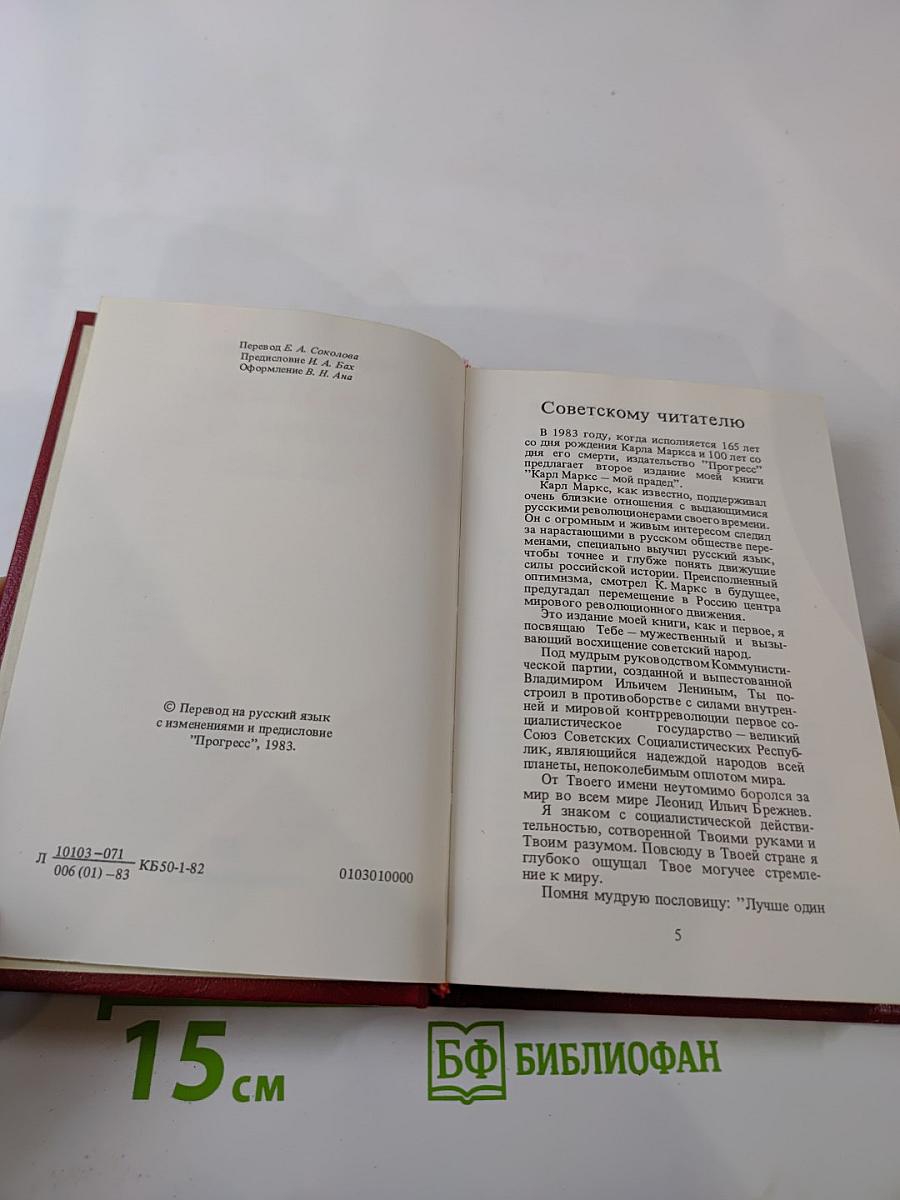 Перевод Е. А. Соколова
Предисловие И. А. Бах
Оформление В. Н. Ана
© Перевод на русский язык
с изменениями и предисловие
"Прогресс", 1983.
Л 10103-071
006 (01)-83 КБ50-1-82
0103010000
Советскому читателю
В 1983 году, когда исполняется 165 лет
со дня рождения Карла Маркса и 100 лет со
дня его смерти, издательство "Прогресс"
предлагает второе издание моей книги
"Карл Маркс – мой прадед".
Карл Маркс, как известно, поддерживал
очень близкие отношения с выдающимися
русскими революционерами своего времени.
Он с огромным и живым интересом следил
за нарастающими в русском обществе пере-
менами, специально выучил русский язык,
чтобы точнее и глубже понять движущие
силы российской истории. Преисполненный
оптимизма, смотрел К. Маркс в будущее,
предугадал перемещение в Россию центра
мирового революционного движения.
Это издание моей книги, как и первое, я
посвящаю Тебе – мужественный и вызы-
вающий восхищение советский народ.
Под мудрым руководством Коммунисти-
ческой партии, созданной и выпестованной
Владимиром Ильичем Лениным, Ты по-
строил в противоборстве с силами внутрен-
ней и мировой контрреволюции первое со-
циалистическое государство – великий
Союз Советских Социалистических Респуб-
лик, являющийся надеждой народов всей
планеты, непоколебимым оплотом мира.
От Твоего имени неутомимо боролся за
мир во всем мире Леонид Ильич Брежнев.
Я знаком с социалистической действи-
тельностью, сотворенной Твоими руками и
Твоим разумом. Повсюду в Твоей стране я
глубоко ощущал Твое могучее стремле-
ние к миру.
Помня мудрую пословицу: "Лучше один
5
15 см
БФ БИБЛИОФАН